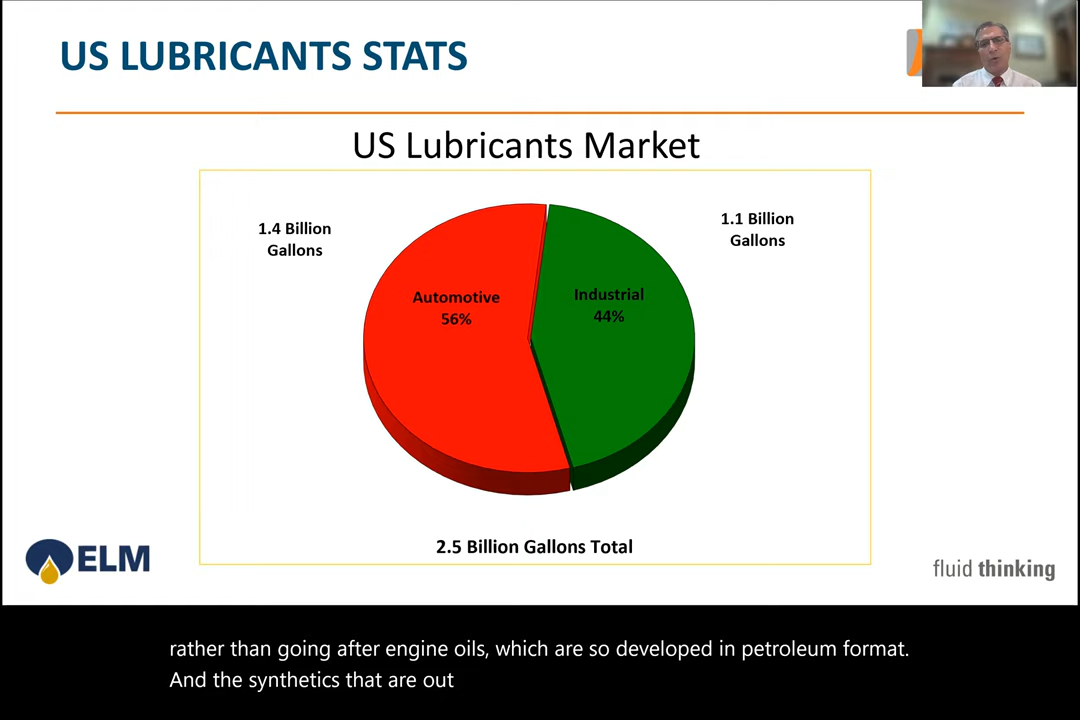 US LUBRICANTS STATS
US Lubricants Market
1.4 Billion
Gallons
1.1 Billion
Gallons
Automotive
56%
Industrial
44%
2.5 Billion Gallons Total
ELM
fluid thinking
rather than going after engine oils, which are so developed in petroleum format.
And the synthetics that are out